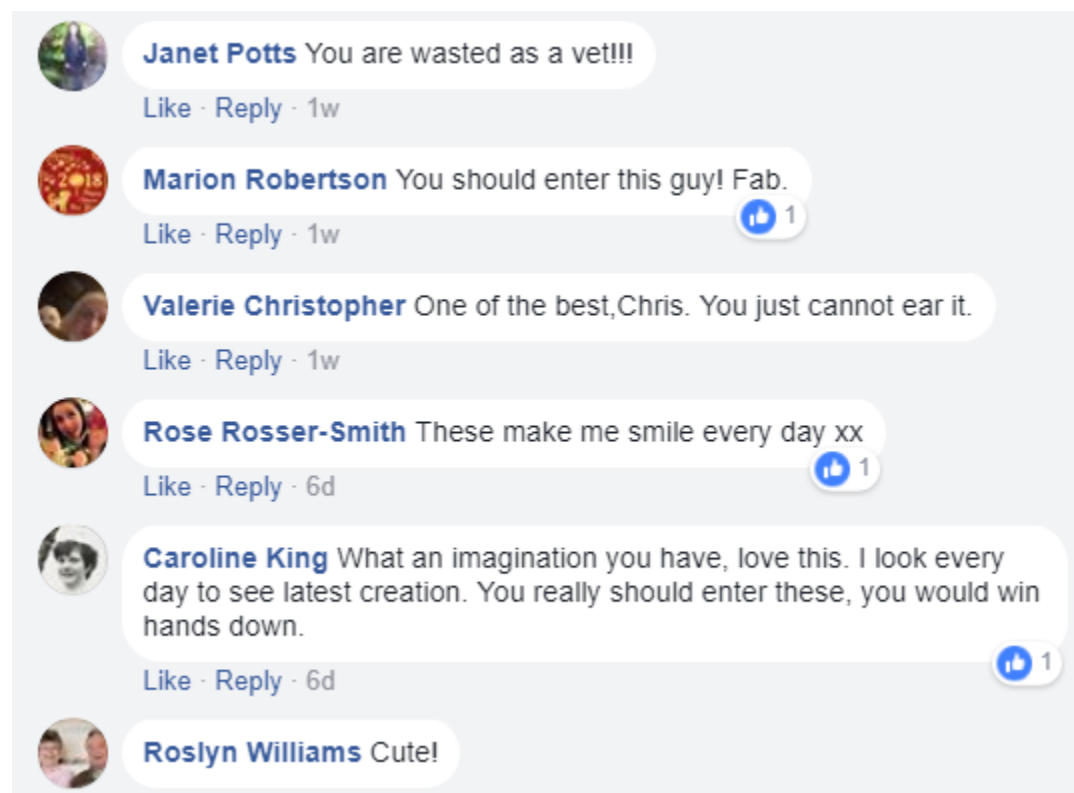 Janet Potts You are wasted as a vet!!!
Like · Reply · 1w
2018
Marion Robertson You should enter this guy! Fab.
1
Like · Reply · 1w
Valerie Christopher One of the best,Chris. You just cannot ear it.
Like · Reply · 1w
Rose Rosser-Smith These make me smile every day xx
1
Like · Reply · 6d
Caroline King What an imagination you have, love this. I look every
day to see latest creation. You really should enter these, you would win
hands down.
1
Like · Reply · 6d
Roslyn Williams Cute!